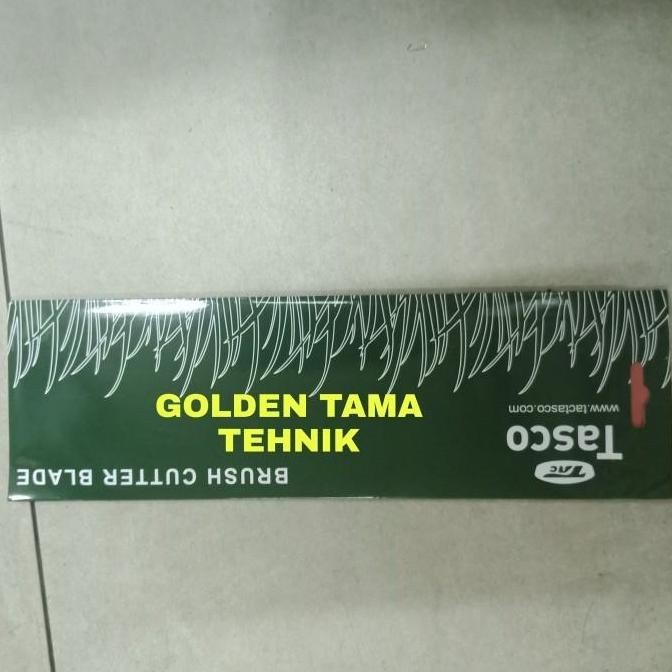 GOLDEN TAMA
TEHNIK
TAC
Tasco
www.tactasco.com
BRUSH CUTTER BLADE